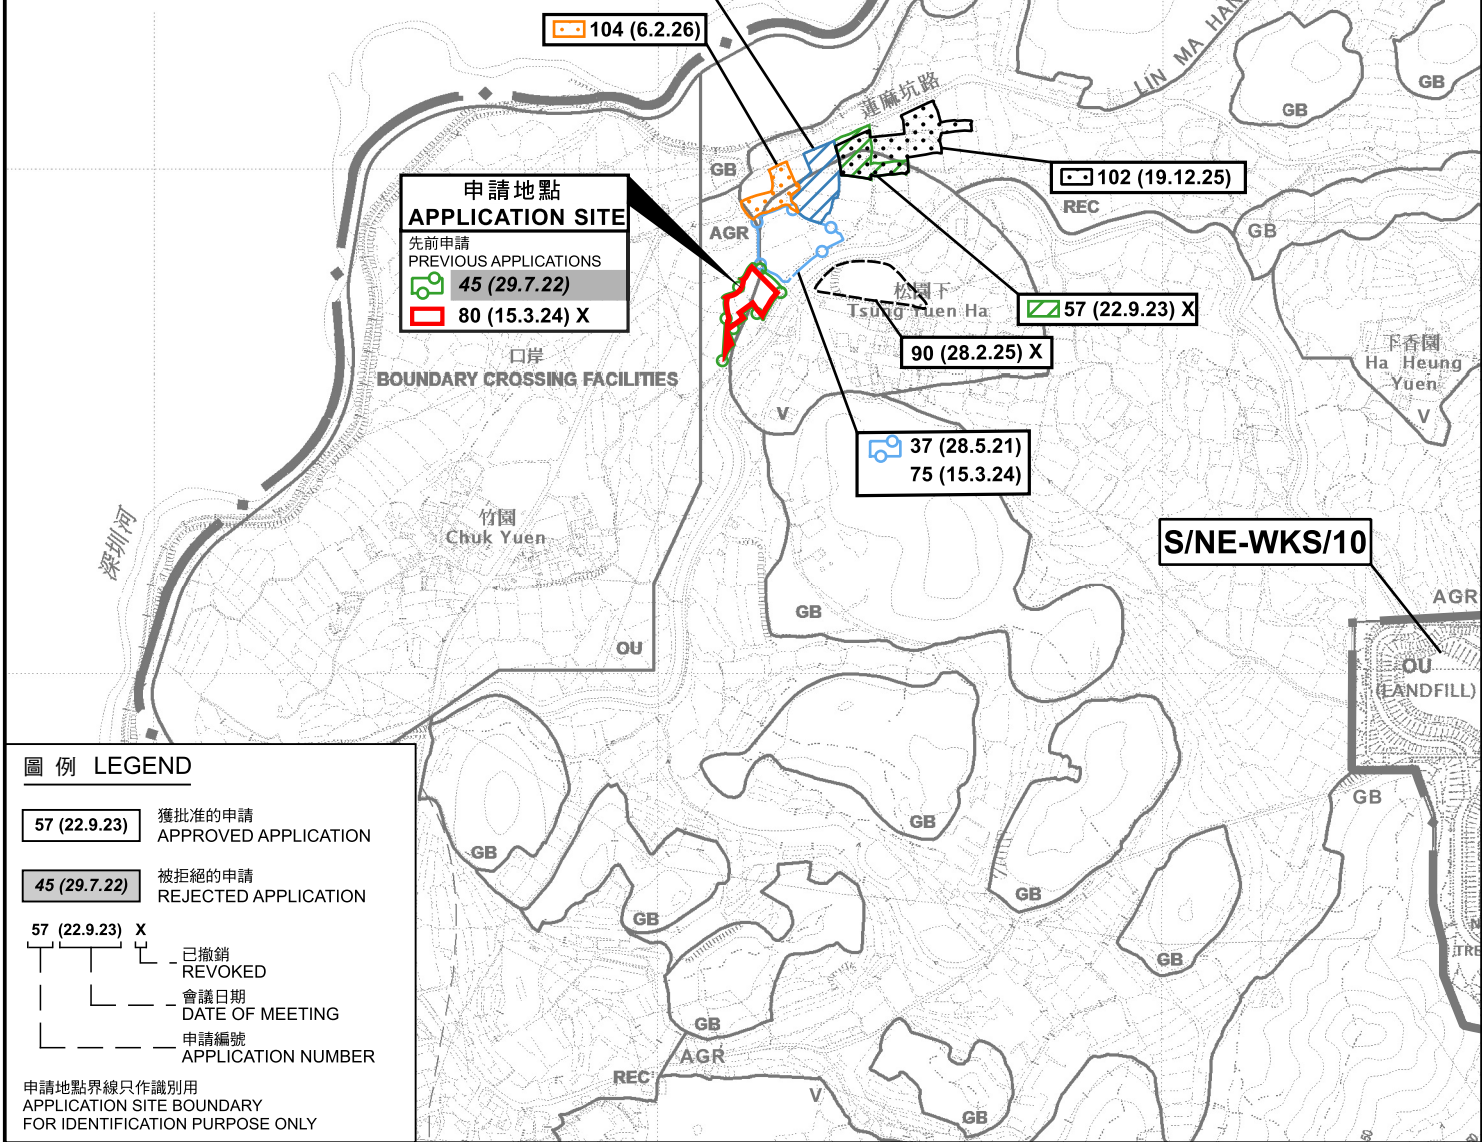 104 (6.2.26)
LIN MA HAN
GB
GB
蓮麻坑路
GB
102 (19.12.25)
REC
GB
申請地點
APPLICATION SITE
先前申請
PREVIOUS APPLICATIONS
45 (29.7.22)
80 (15.3.24) X
AGR
松園下
Tsung Yuen Ha
57 (22.9.23) X
90 (28.2.25) X
下香園
Ha Heung
Yuen
V
口岸
BOUNDARY CROSSING FACILITIES
V
37 (28.5.21)
75 (15.3.24)
竹園
Chuk Yuen
深圳河
S/NE-WKS/10
AGR
GB
OU
OU
(LANDFILL)
GB
GB
GB
GB
GB
GB
GB
AGR
REC
V
GB
50
圖 例 LEGEND
57 (22.9.23)
獲批准的申請
APPROVED APPLICATION
45 (29.7.22)
被拒絕的申請
REJECTED APPLICATION
57 (22.9.23) X
已撤銷
REVOKED
會議日期
DATE OF MEETING
申請編號
APPLICATION NUMBER
申請地點界線只作識別用
APPLICATION SITE BOUNDARY
FOR IDENTIFICATION PURPOSE ONLY